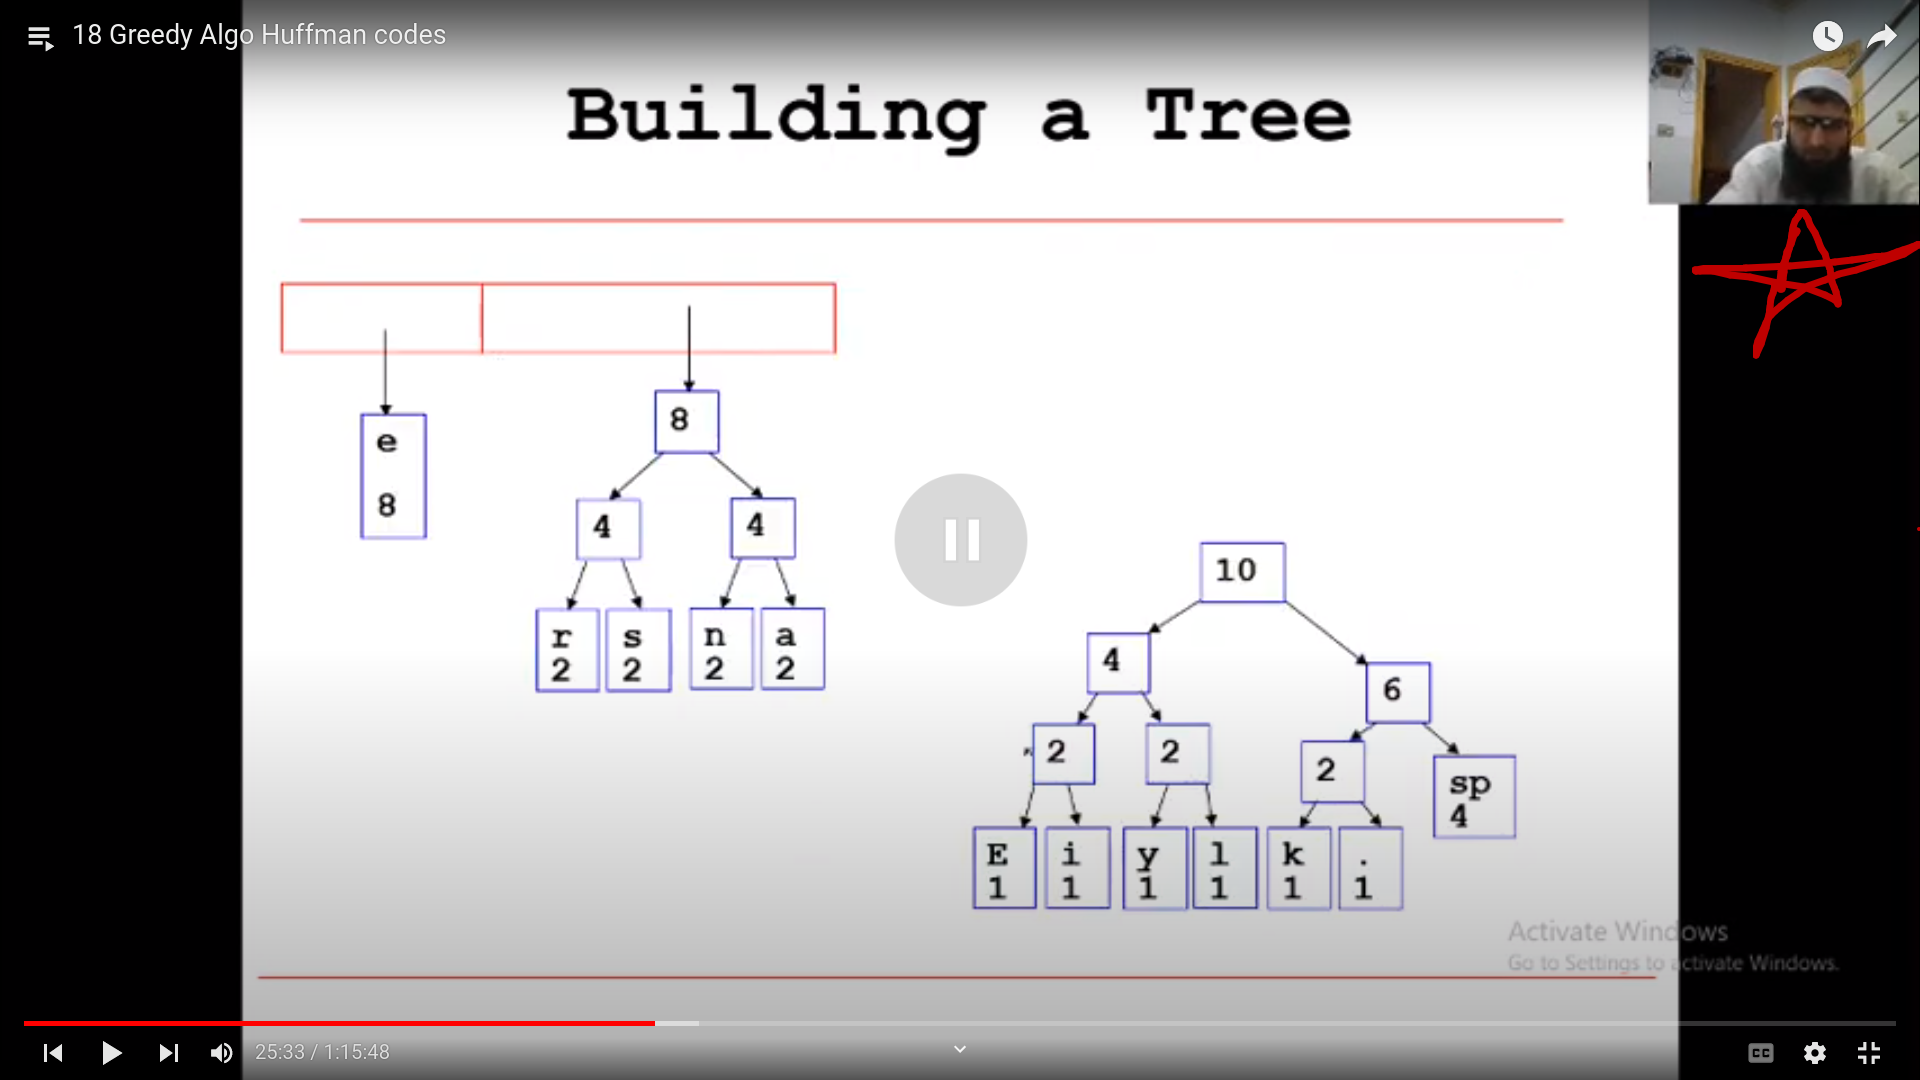 18 Greedy Algo Huffman codes
Building a Tree
e
8
8
4 4
r s n a
2 2 2 2
10
4
6
2 2 2 sp
4
E i y l k .
1 1 1 1 1 1
Activate Windows
Go to Settings to activate Windows.
25:33 / 1:15:48
CC